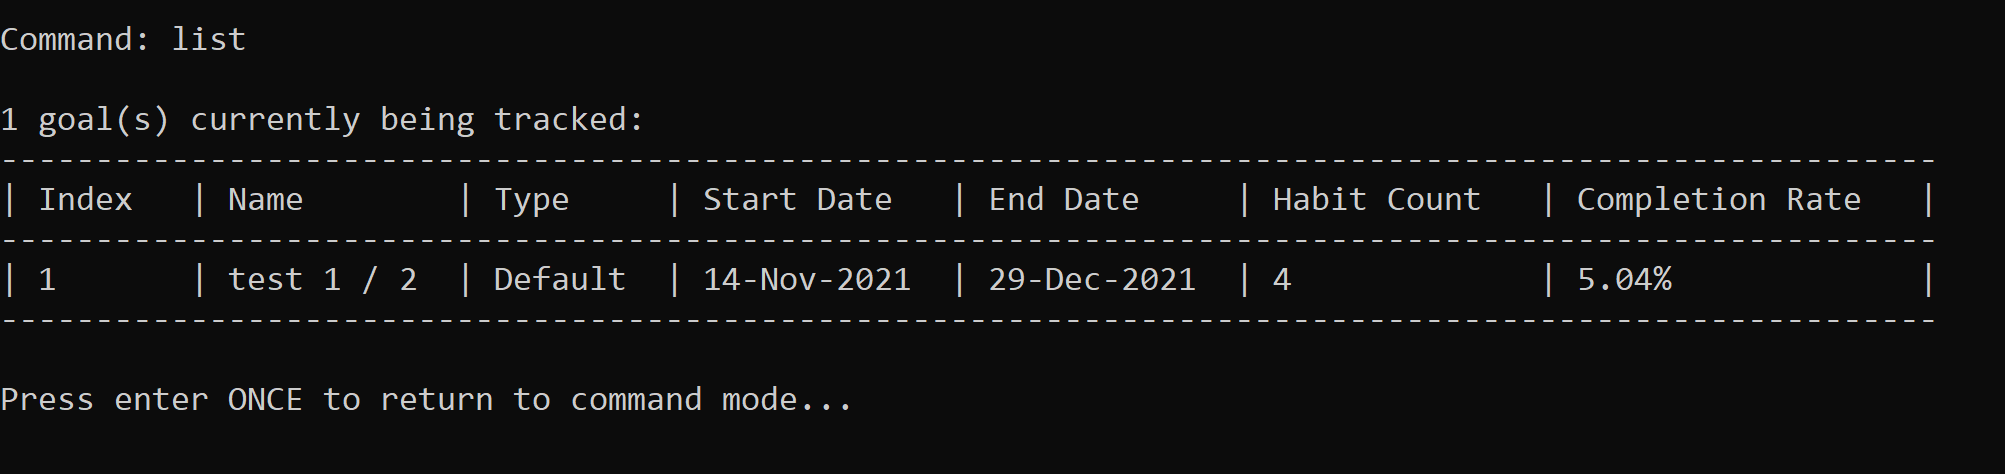 Command: list
1 goal(s) currently being tracked:
------------------------------------------------------------------------------------------------------
| Index   | Name        | Type     | Start Date   | End Date     | Habit Count   | Completion Rate   |
------------------------------------------------------------------------------------------------------
| 1       | test 1 / 2  | Default  | 14-Nov-2021  | 29-Dec-2021  | 4             | 5.04%             |
------------------------------------------------------------------------------------------------------
Press enter ONCE to return to command mode...